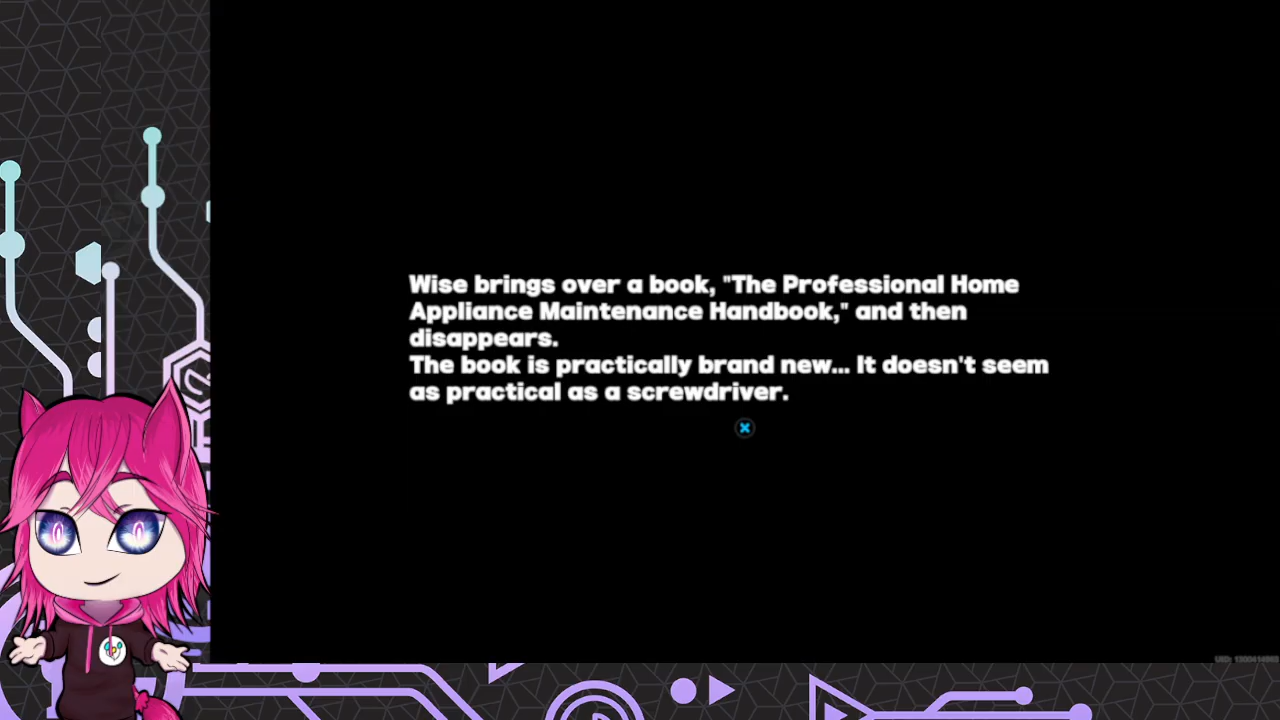 Wise brings over a book, "The Professional Home
Appliance Maintenance Handbook," and then
disappears.
The book is practically brand new... It doesn't seem
as practical as a screwdriver.